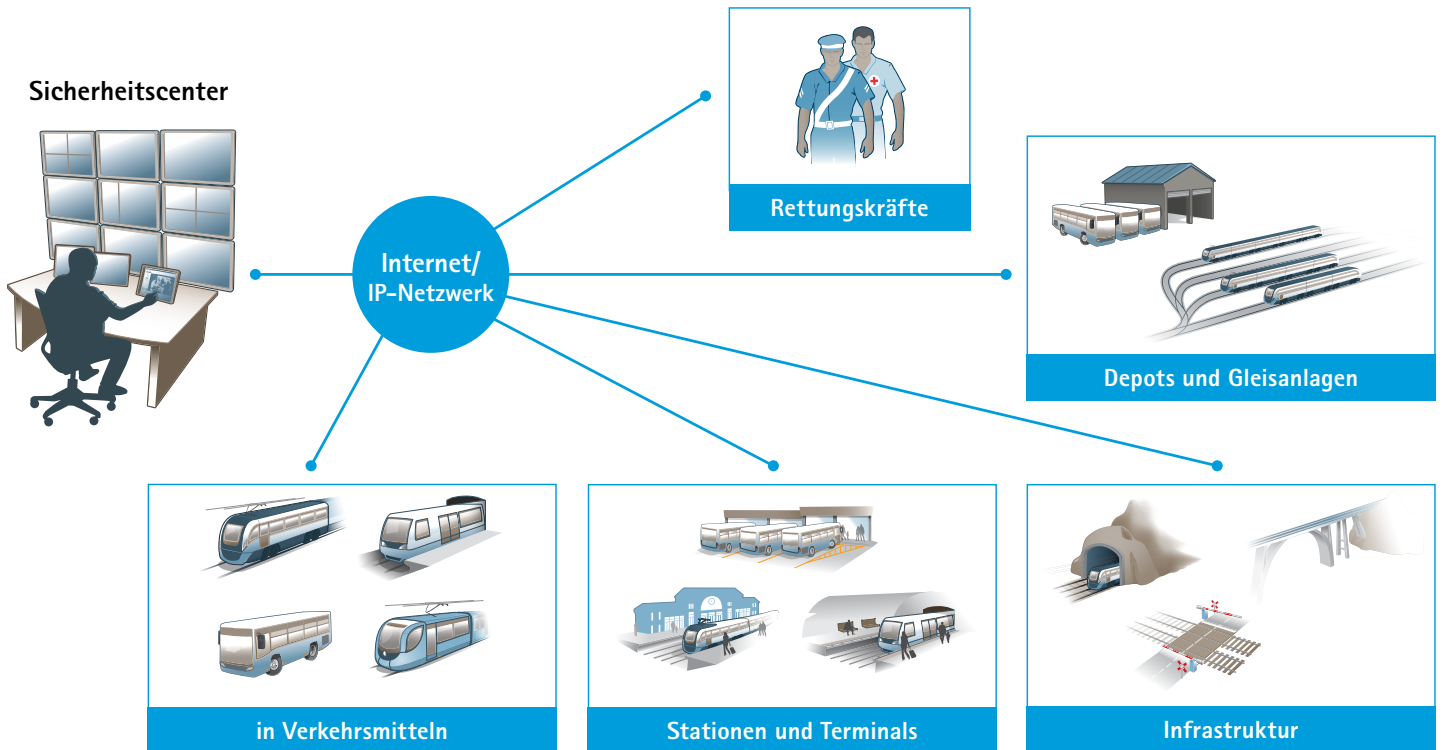 Sicherheitscenter
Rettungskräfte
Internet/
IP-Netzwerk
Depots und Gleisanlagen
in Verkehrsmitteln
Stationen und Terminals
Infrastruktur